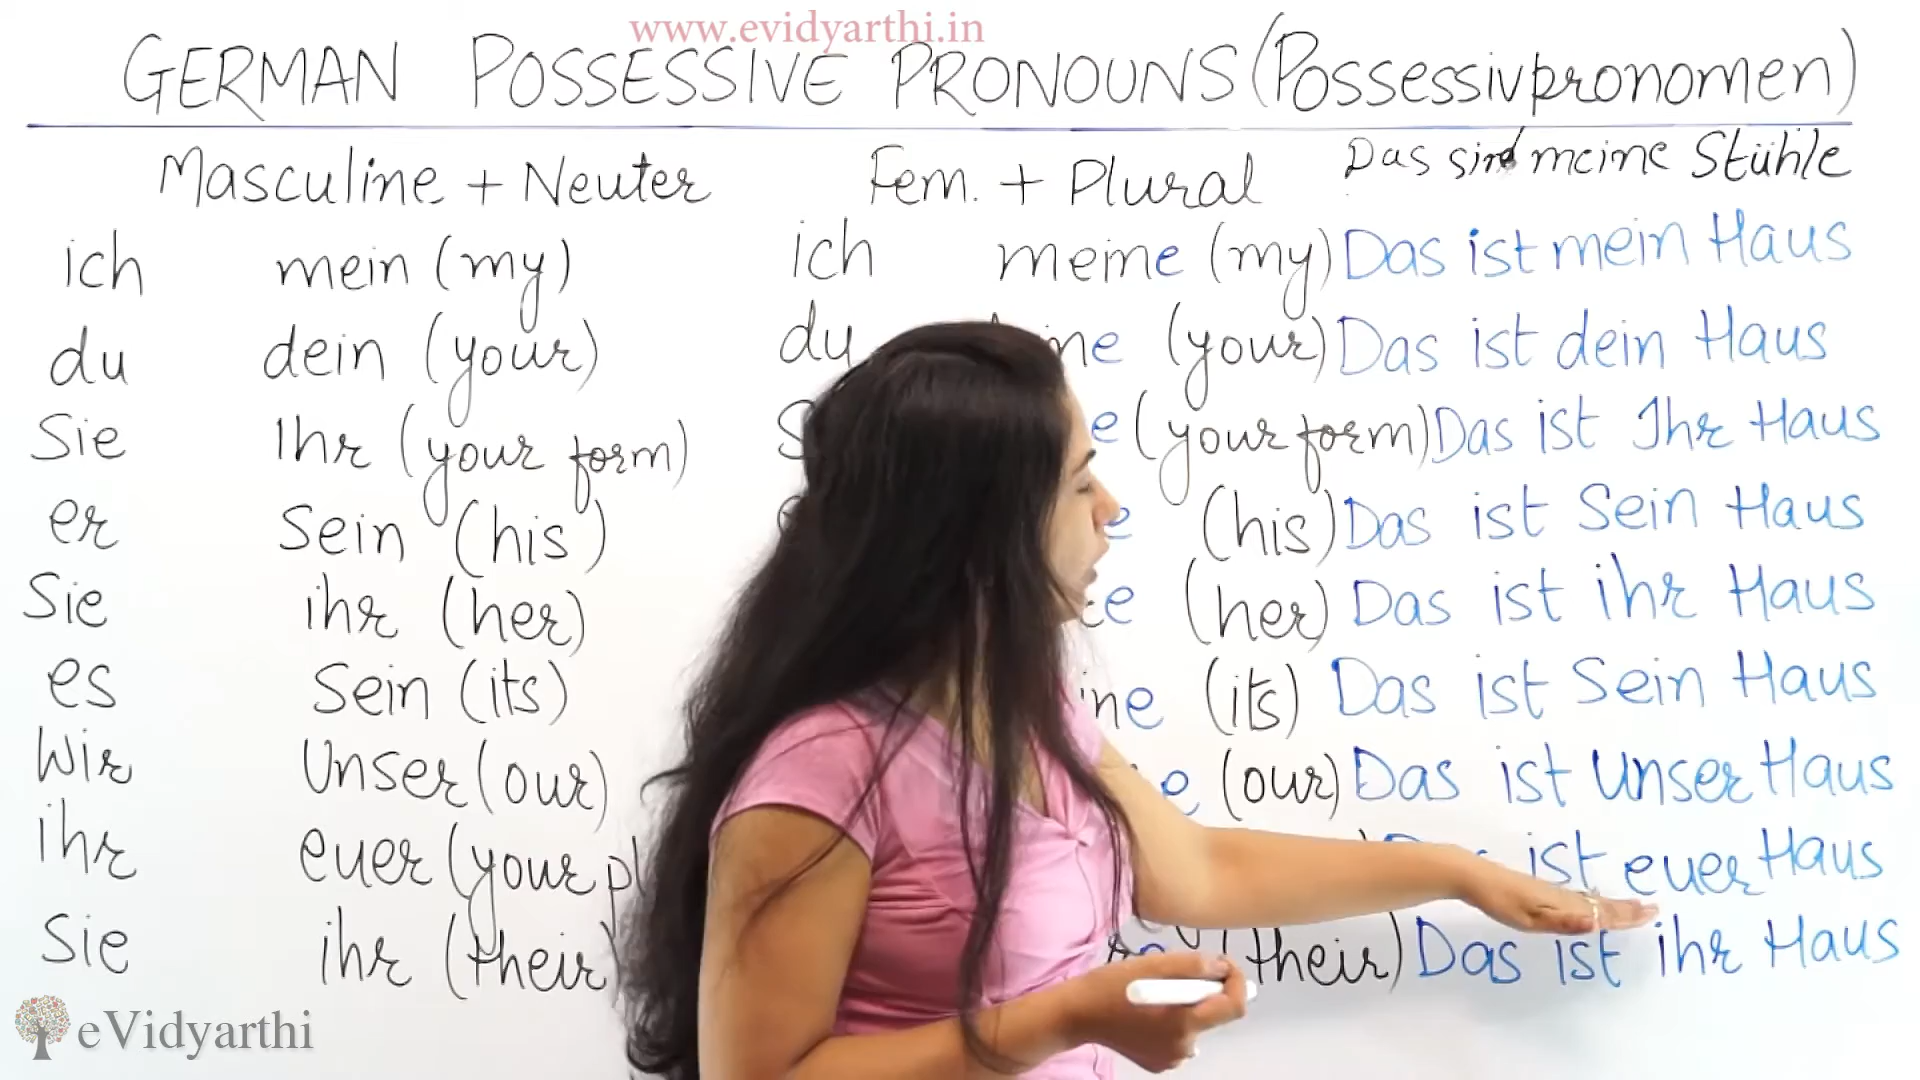 www.evidyarthi.in
GERMAN POSSESSIVE PRONOUNS (Possessivpronomen)
Masculine + Neuter Fem. + Plural Das sind meine Stühle
ich mein (my) ich meine (my) Das ist mein Haus
du dein (your) du (your) Das ist dein Haus
Sie Ihr (your form) (your form) Das ist Ihr Haus
er Sein (his) (his) Das ist Sein Haus
Sie ihr (her) (her) Das ist ihr Haus
es Sein (its) (its) Das ist Sein Haus
Wir Unser (our) (our) Das ist Unser Haus
ihr euer (your ist euer Haus
Sie ihr (their) (their) Das ist ihr Haus
eVidyarthi